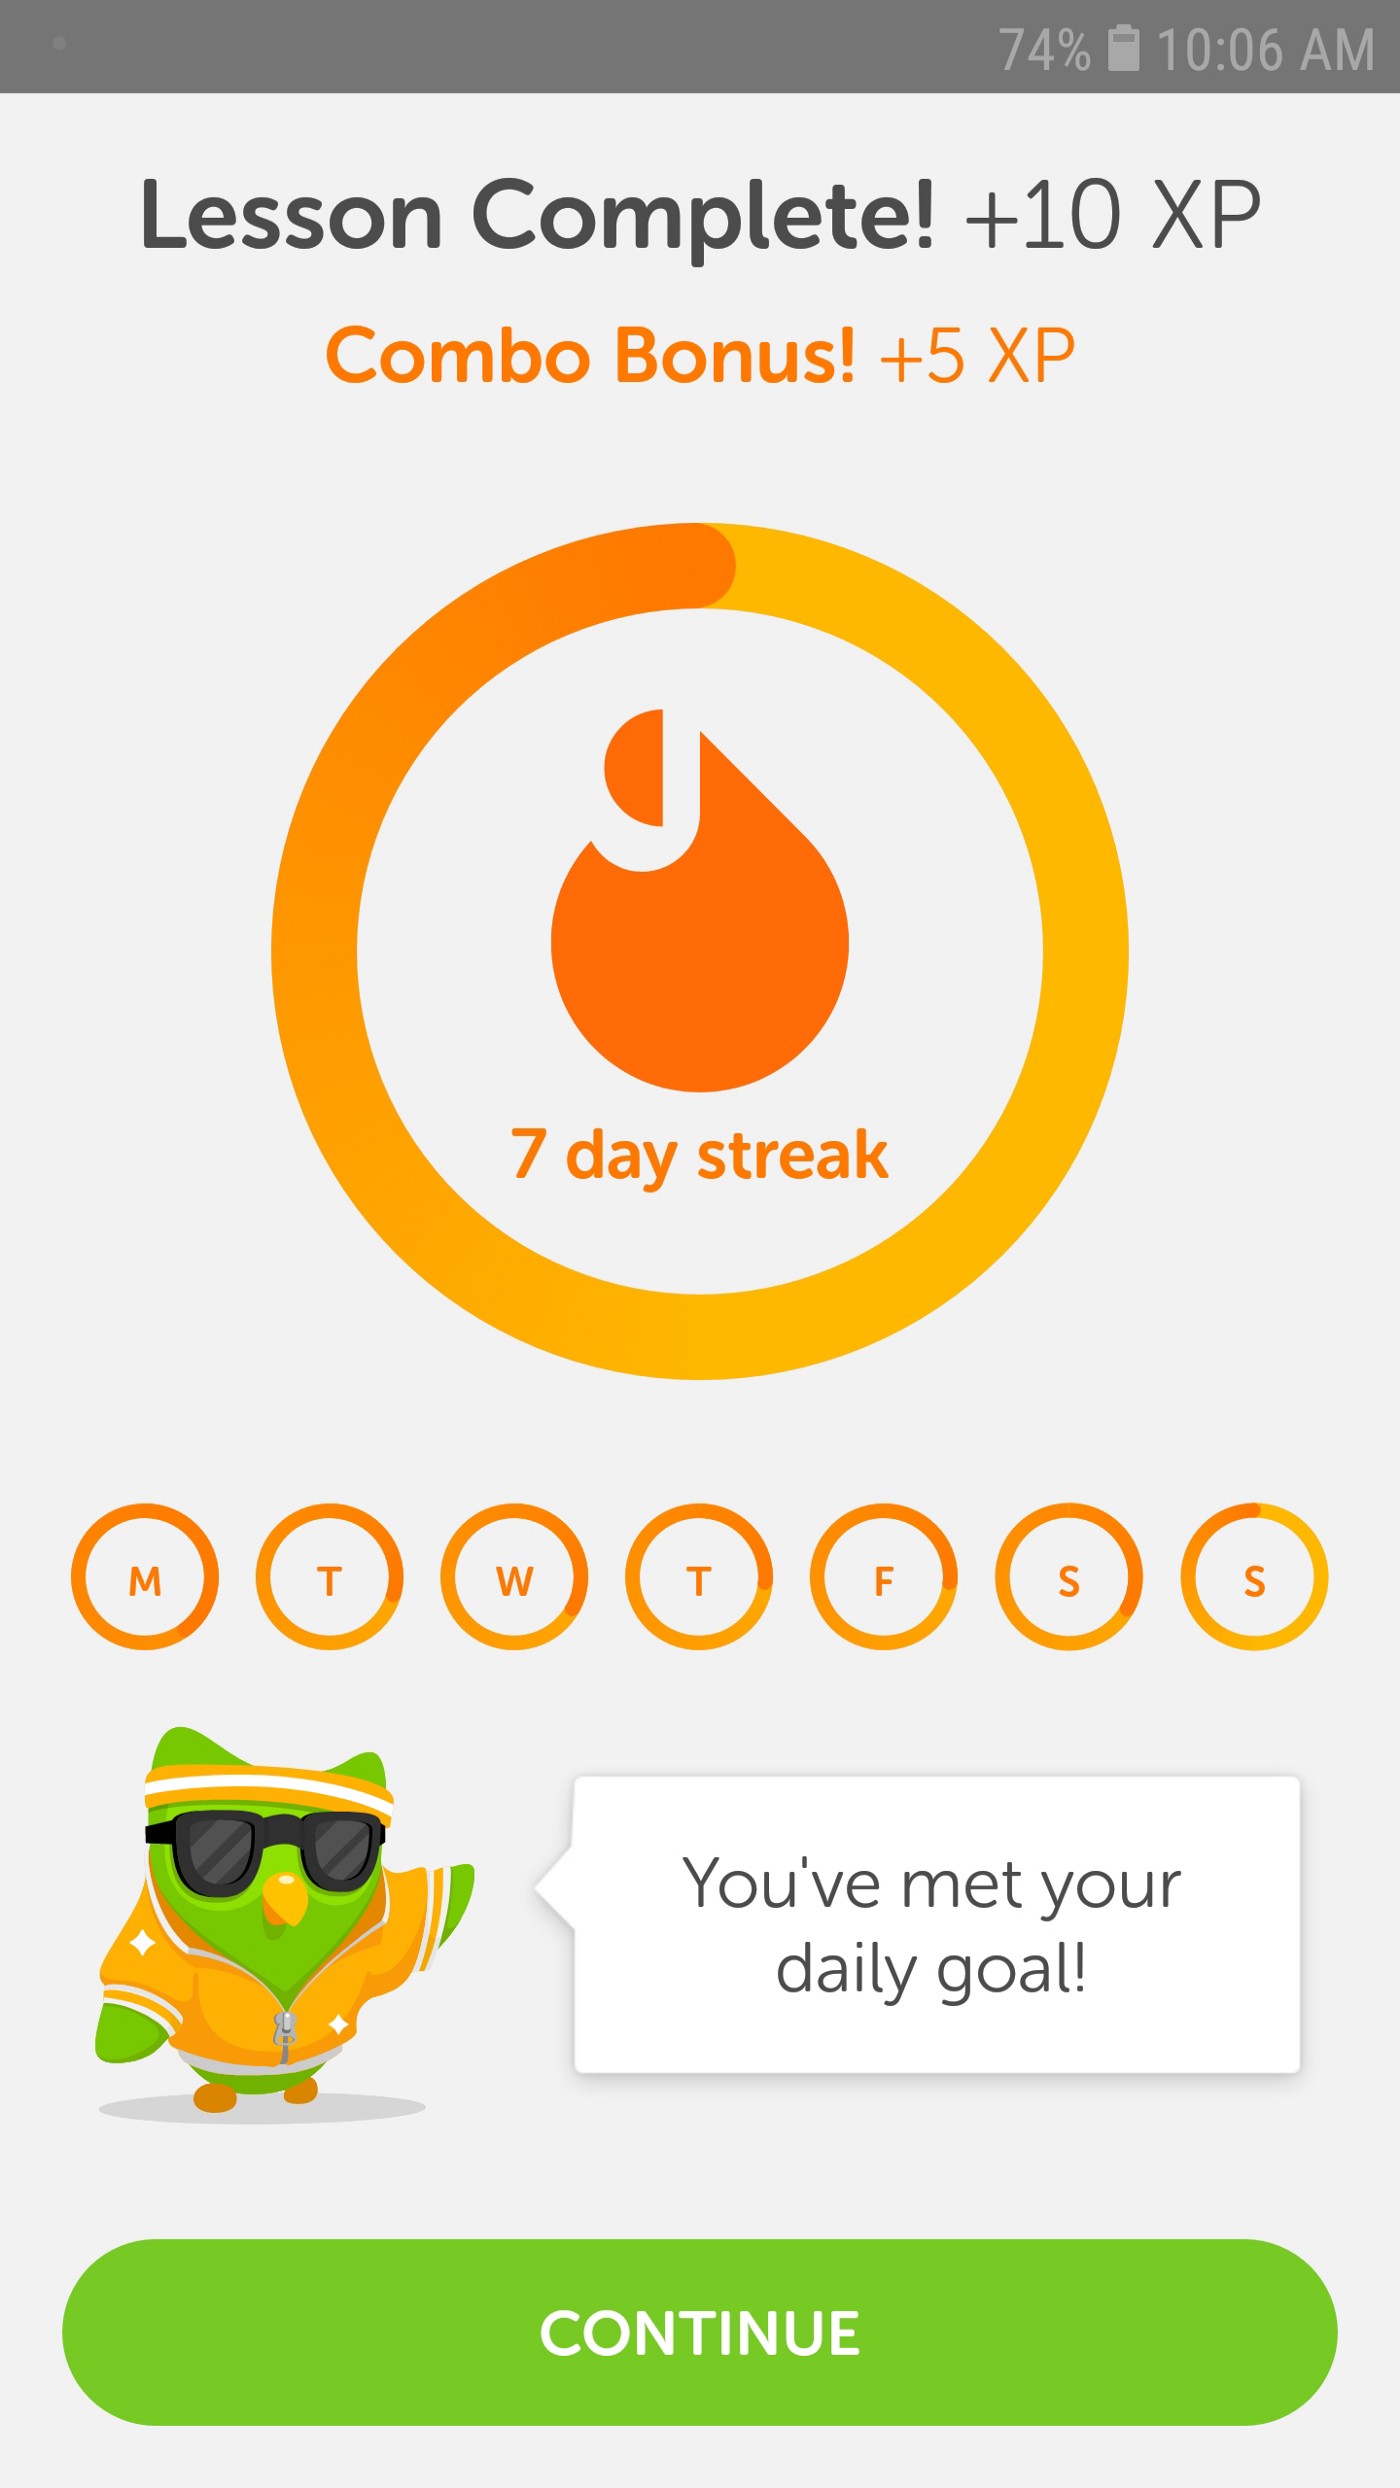 74% 10:06 AM
Lesson Complete! +10 XP
Combo Bonus! +5 XP
7 day streak
M T W T F S S
You've met your
daily goal!
CONTINUE